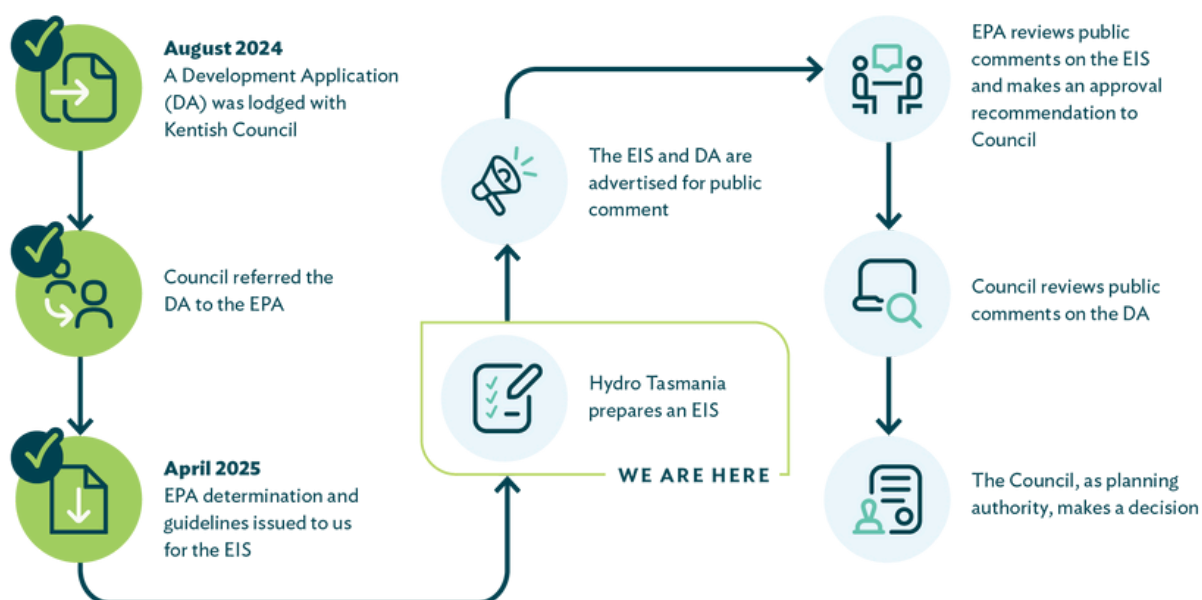 August 2024
A Development Application
(DA) was lodged with
Kentish Council
Council referred the
DA to the EPA
April 2025
EPA determination and
guidelines issued to us
for the EIS
Hydro Tasmania
prepares an EIS
WE ARE HERE
The EIS and DA are
advertised for public
comment
EPA reviews public
comments on the EIS
and makes an approval
recommendation to
Council
Council reviews public
comments on the DA
The Council, as planning
authority, makes a decision